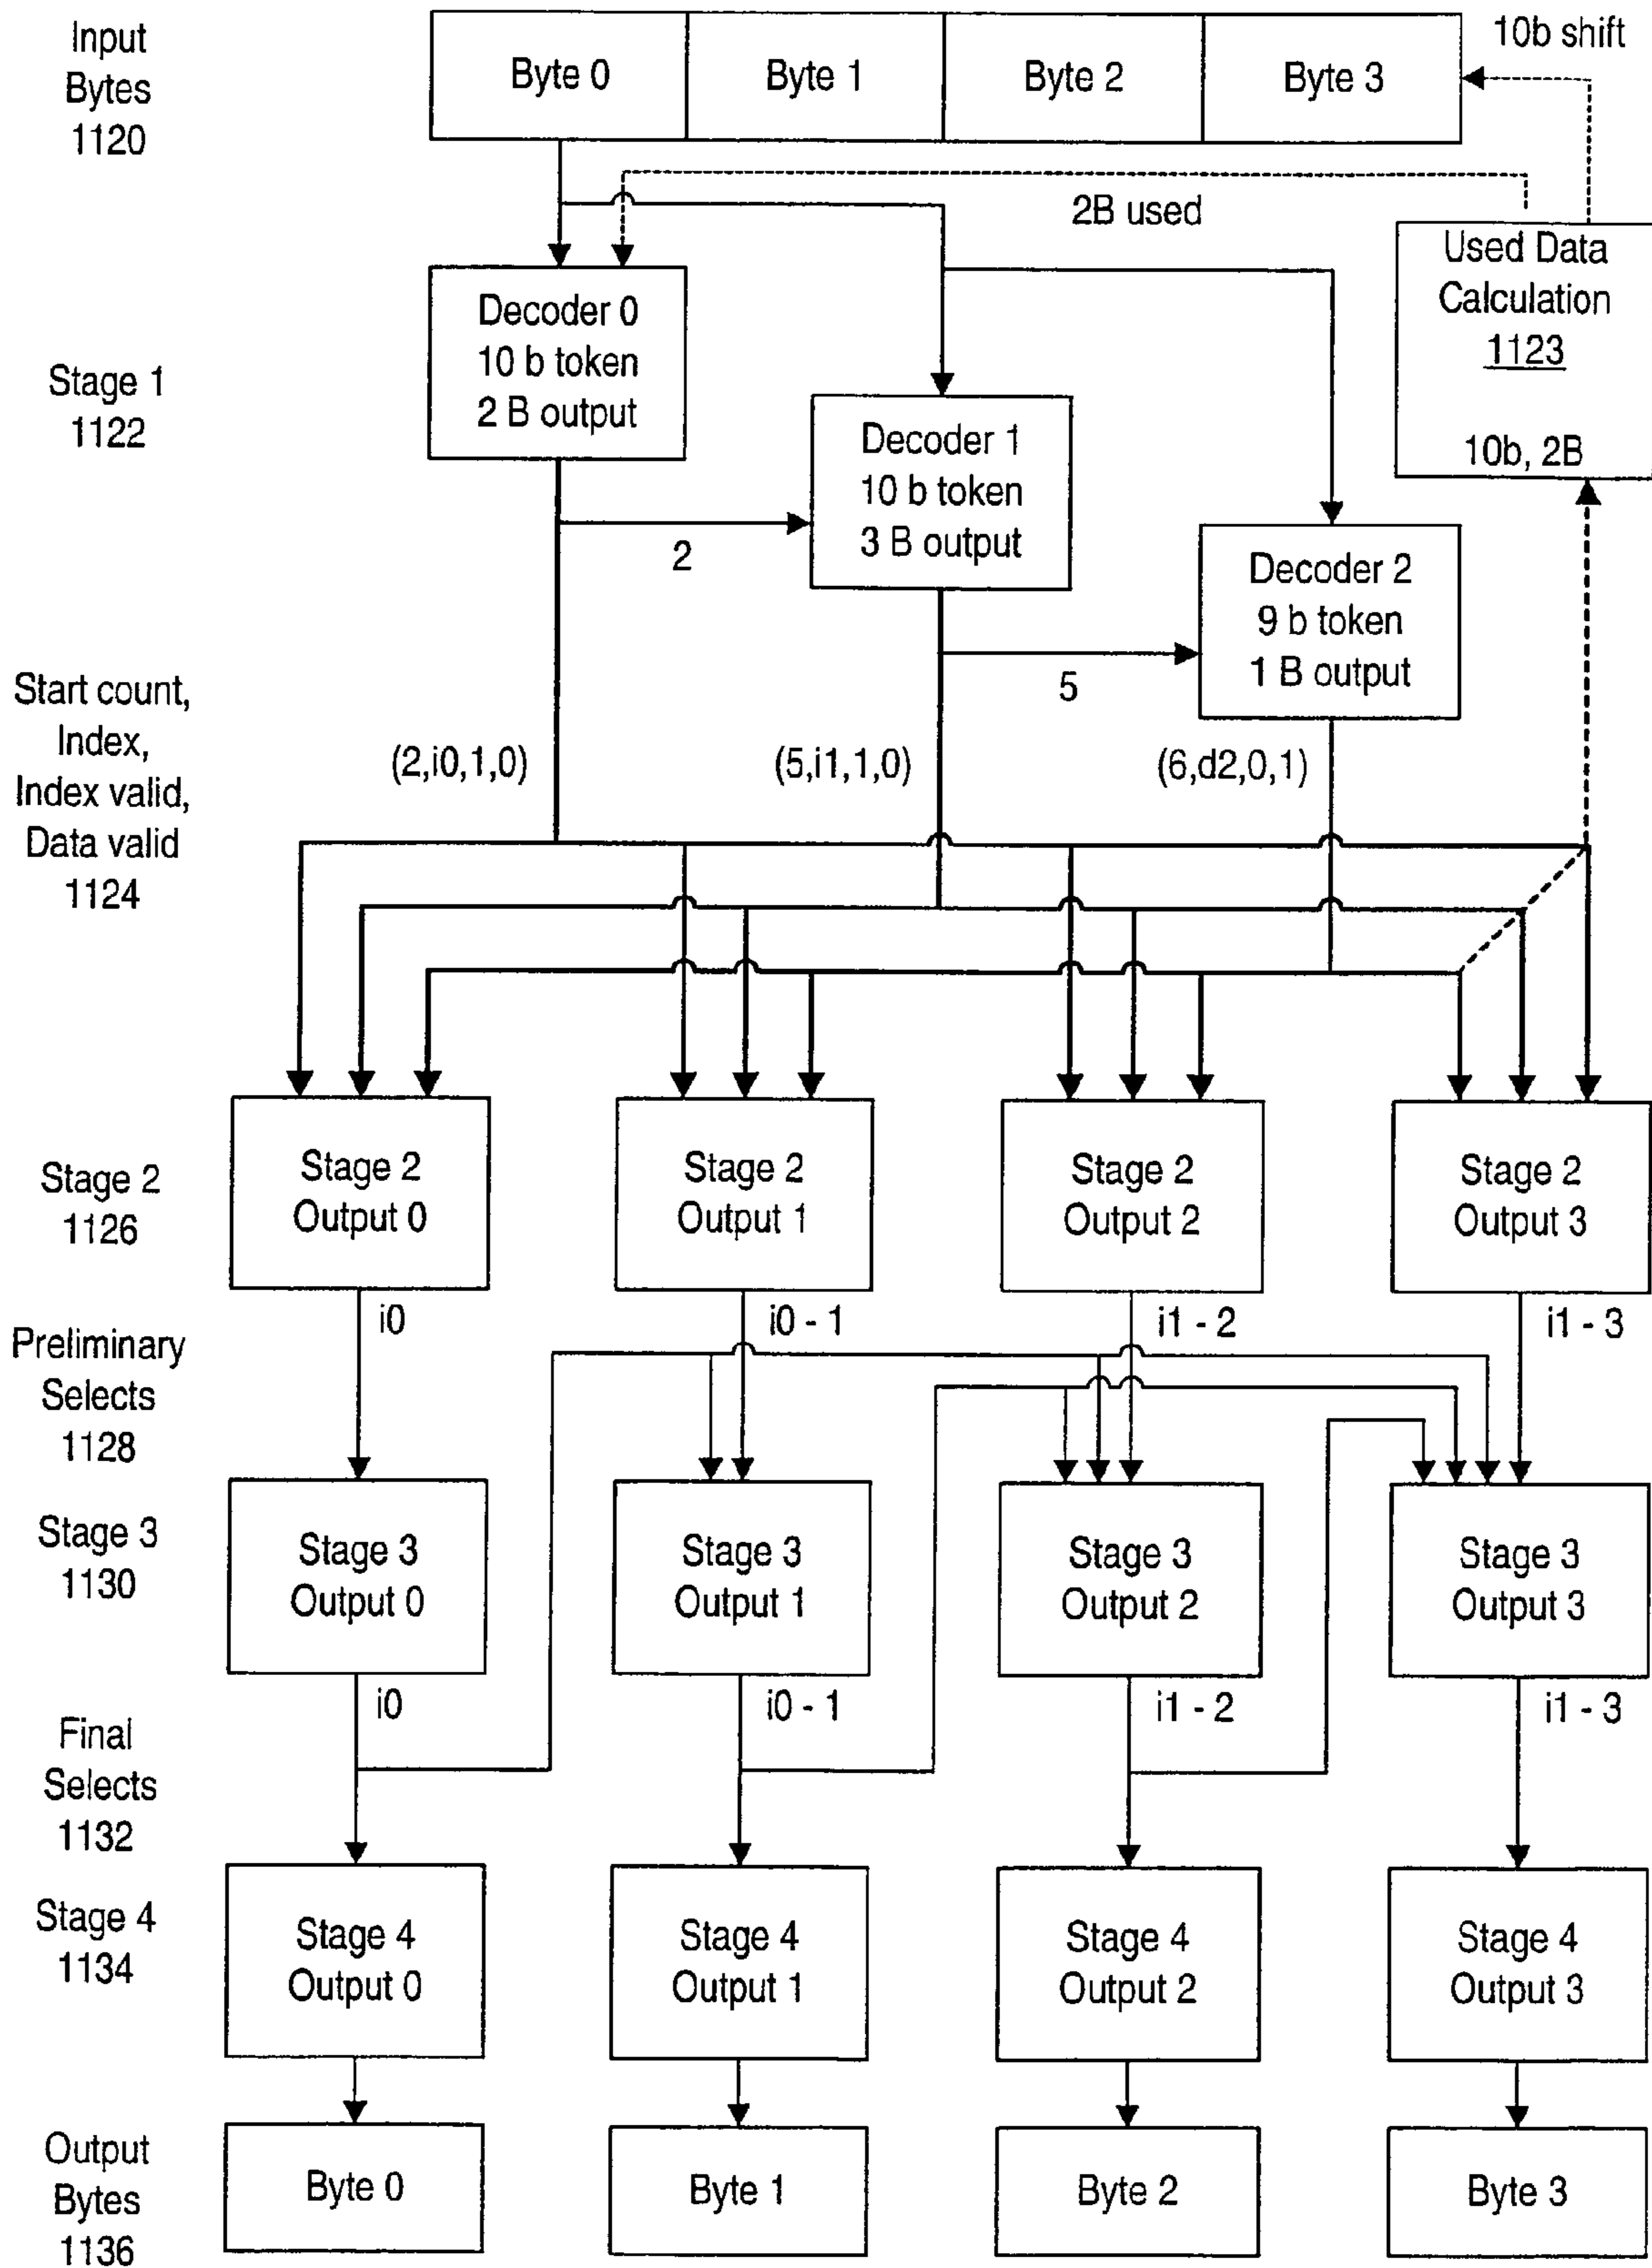 Input
Bytes
1120
Byte 0
Byte 1
Byte 2
Byte 3
10b shift
2B used
Used Data
Calculation
1123
10b, 2B
Stage 1
1122
Decoder 0
10 b token
2 B output
2
Decoder 1
10 b token
3 B output
5
Decoder 2
9 b token
1 B output
Start count,
Index,
Index valid,
Data valid
1124
(2,i0,1,0)
(5,i1,1,0)
(6,d2,0,1)
Stage 2
1126
Stage 2
Output 0
Stage 2
Output 1
Stage 2
Output 2
Stage 2
Output 3
Preliminary
Selects
1128
i0
i0 - 1
i1 - 2
i1 - 3
Stage 3
1130
Stage 3
Output 0
Stage 3
Output 1
Stage 3
Output 2
Stage 3
Output 3
Final
Selects
1132
i0
i0 - 1
i1 - 2
i1 - 3
Stage 4
1134
Stage 4
Output 0
Stage 4
Output 1
Stage 4
Output 2
Stage 4
Output 3
Output
Bytes
1136
Byte 0
Byte 1
Byte 2
Byte 3